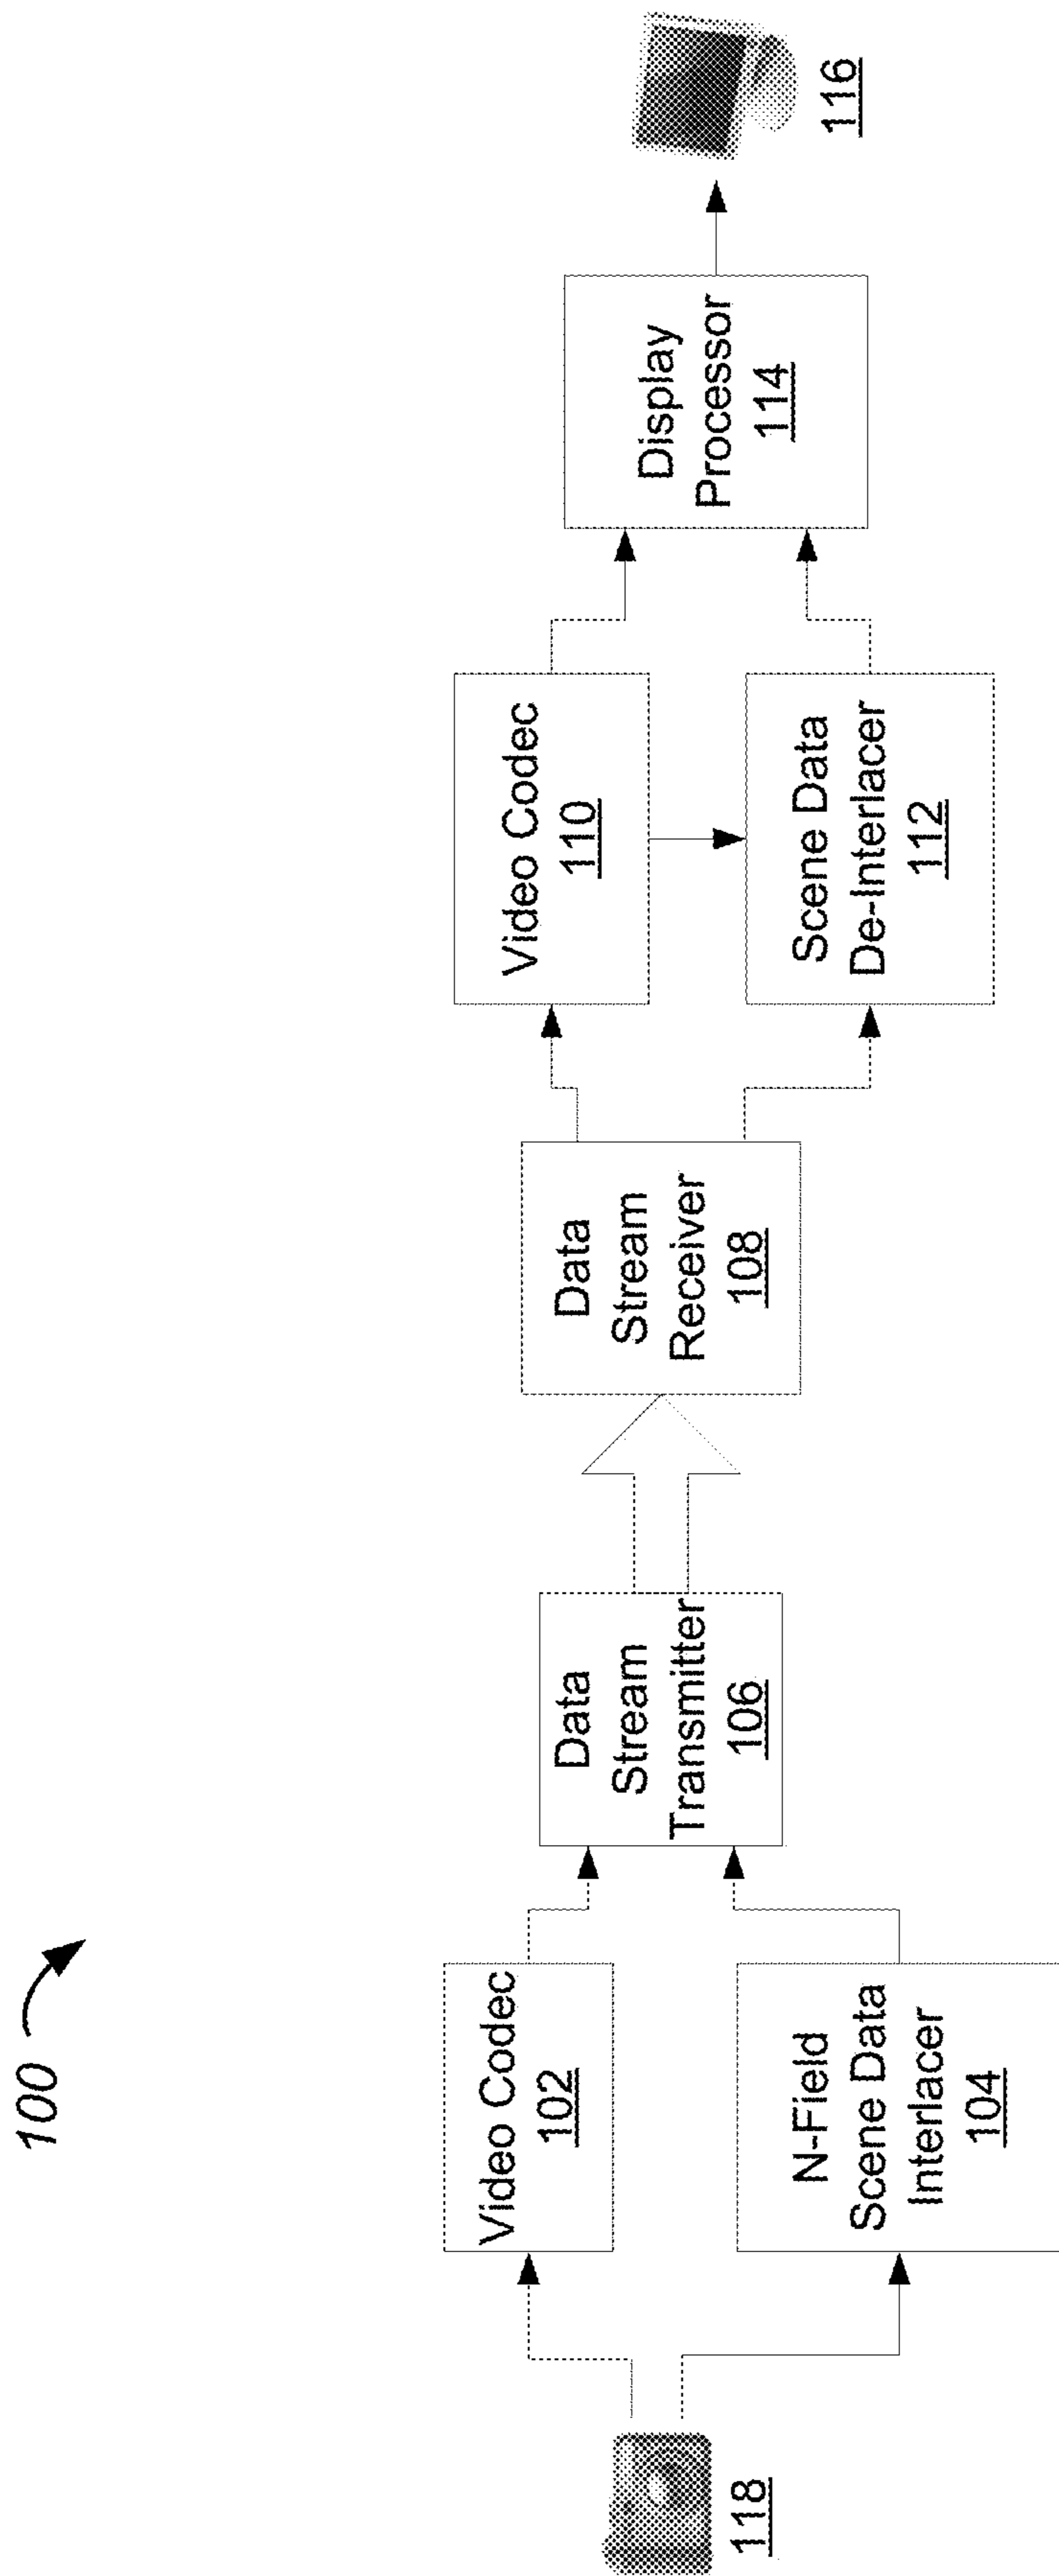 100
118
Video Codec
102
N-Field
Scene Data
Interlacer
104
Data
Stream
Transmitter
106
Data
Stream
Receiver
108
Video Codec
110
Scene Data
De-Interlacer
112
Display
Processor
114
116